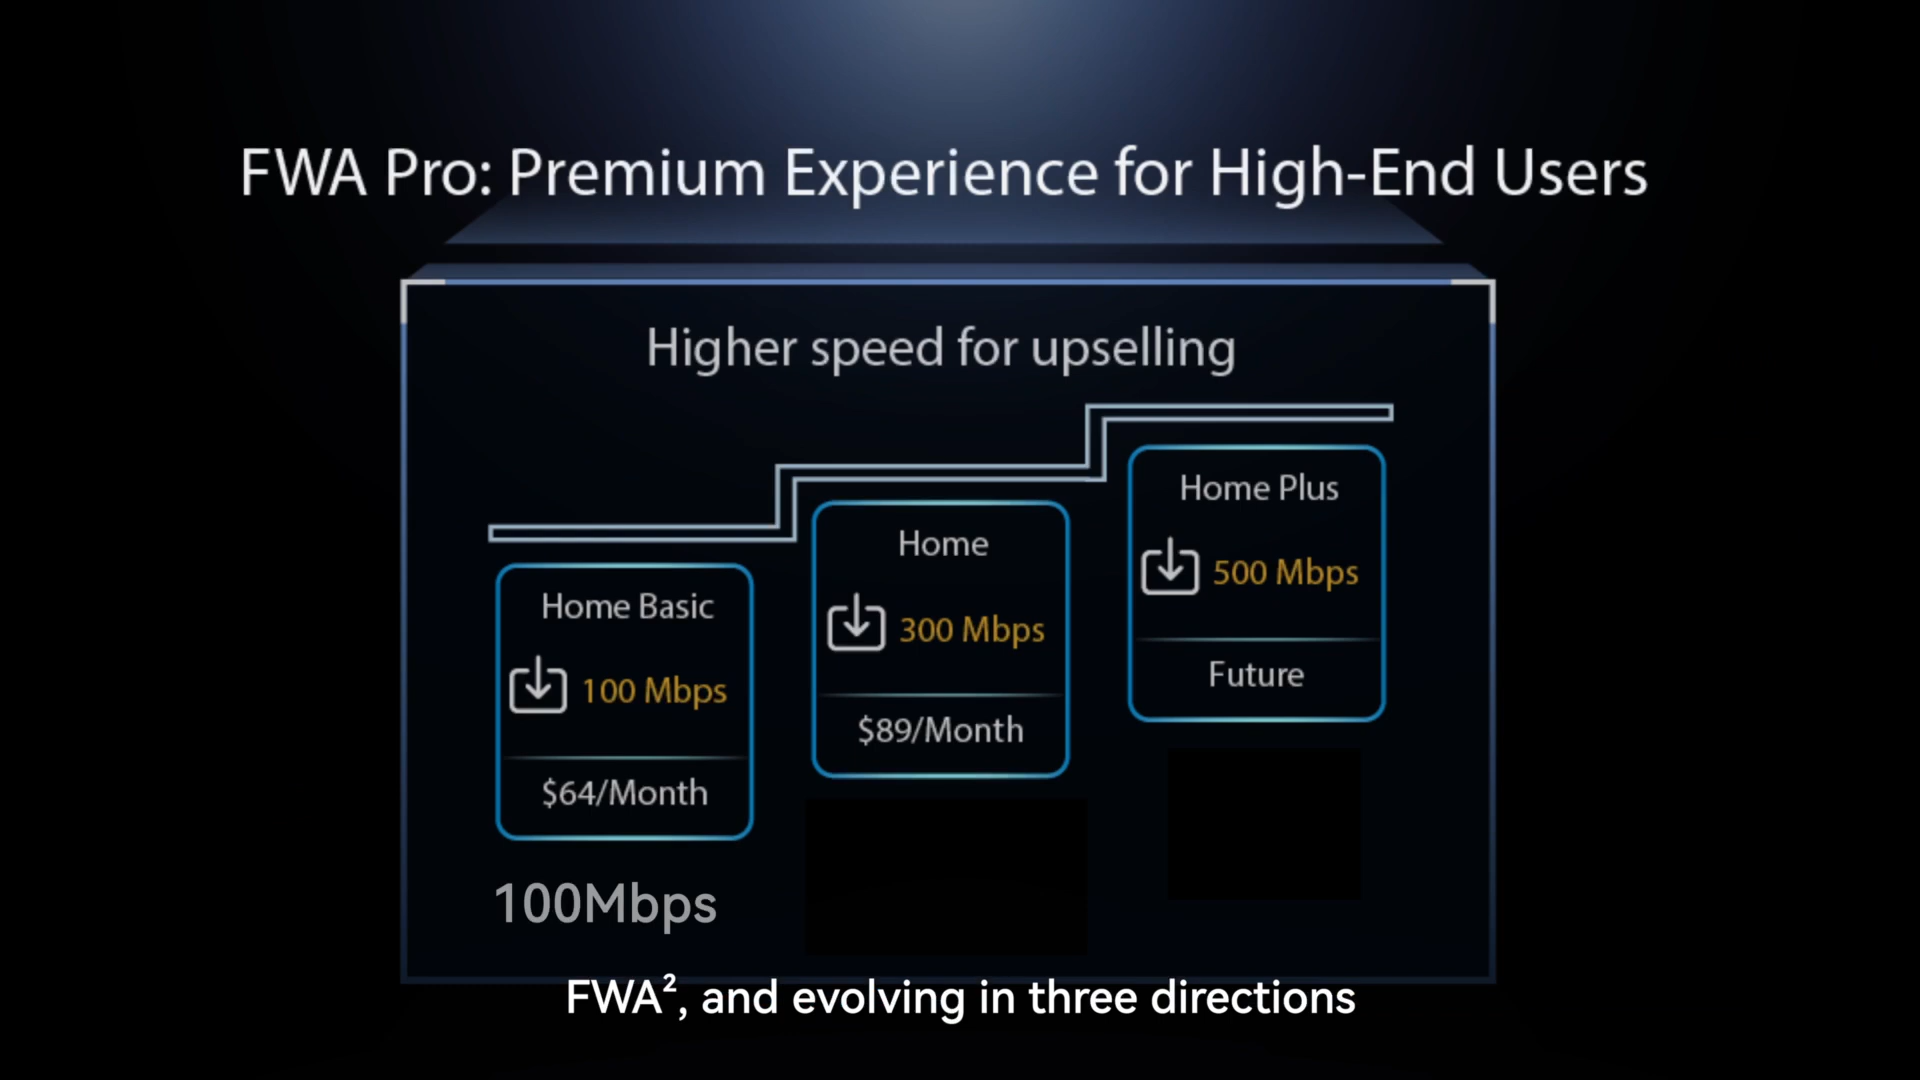 FWA Pro: Premium Experience for High-End Users
Higher speed for upselling
Home Basic
100 Mbps
$64/Month
Home
300 Mbps
$89/Month
Home Plus
500 Mbps
Future
100Mbps
FWA², and evolving in three directions